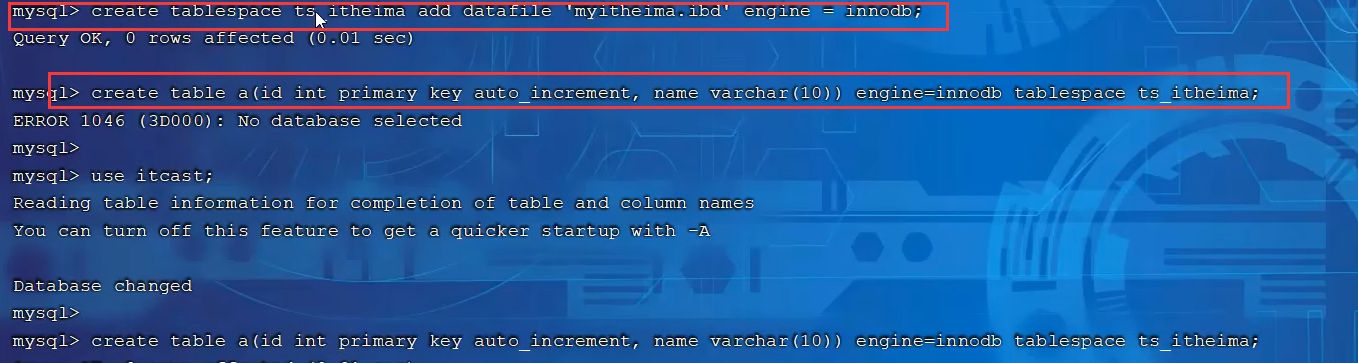 mysql> create tablespace ts_itheima add datafile 'myitheima.ibd' engine = innodb;
Query OK, 0 rows affected (0.01 sec)
mysql> create table a(id int primary key auto_increment, name varchar(10)) engine=innodb tablespace ts_itheima;
ERROR 1046 (3D000): No database selected
mysql>
mysql> use itcast;
Reading table information for completion of table and column names
You can turn off this feature to get a quicker startup with -A
Database changed
mysql>
mysql> create table a(id int primary key auto_increment, name varchar(10)) engine=innodb tablespace ts_itheima;